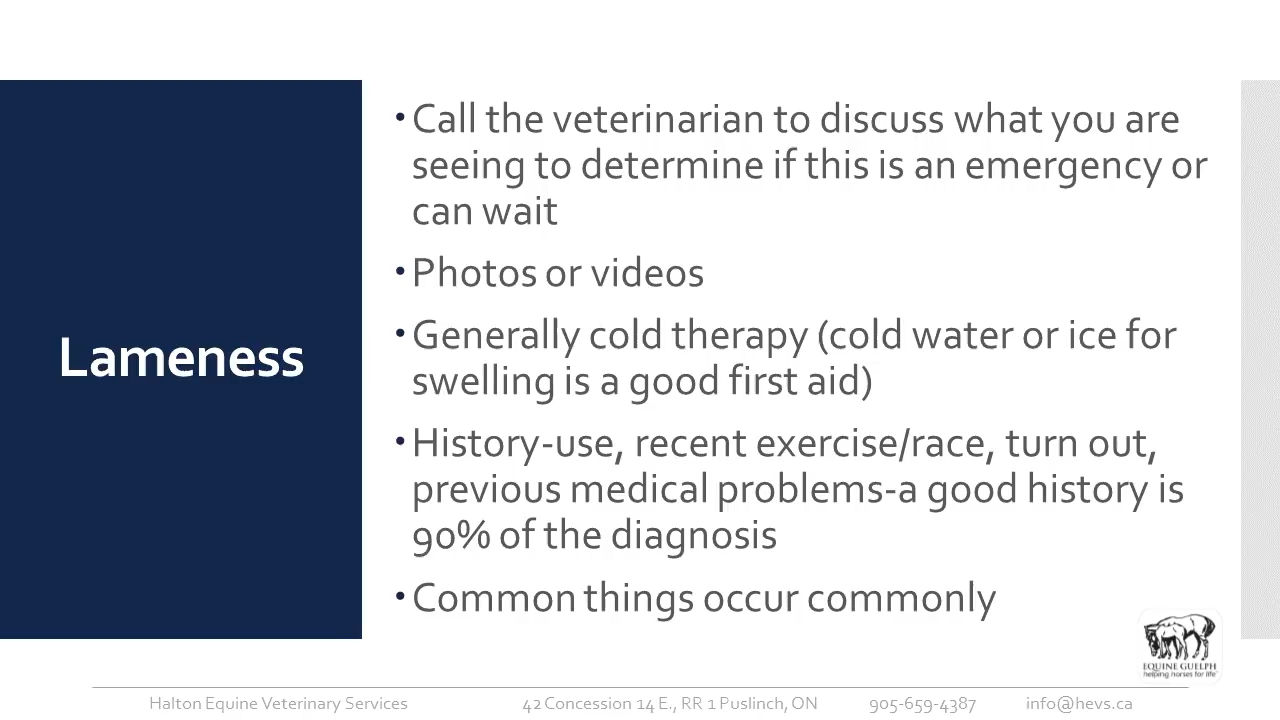 Lameness
• Call the veterinarian to discuss what you are
seeing to determine if this is an emergency or
can wait
• Photos or videos
• Generally cold therapy (cold water or ice for
swelling is a good first aid)
• History-use, recent exercise/race, turn out,
previous medical problems-a good history is
90% of the diagnosis
• Common things occur commonly
EQUINE GUELPH
helping horses for life
Halton Equine Veterinary Services 42 Concession 14 E., RR 1 Puslinch, ON 905-659-4387 info@hevs.ca